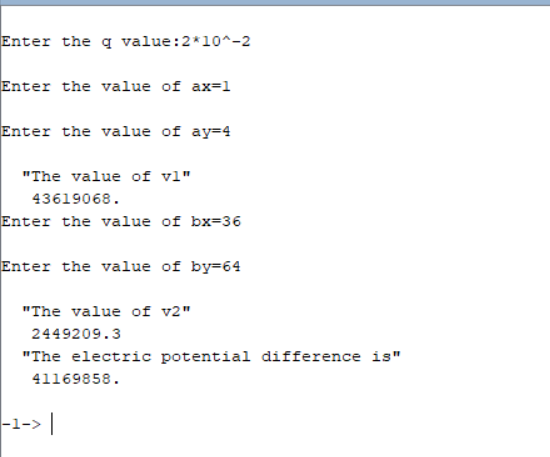 Enter the q value:2*10^-2
Enter the value of ax=1
Enter the value of ay=4
"The value of v1"
43619068.
Enter the value of bx=36
Enter the value of by=64
"The value of v2"
2449209.3
"The electric potential difference is"
41169858.
-1->